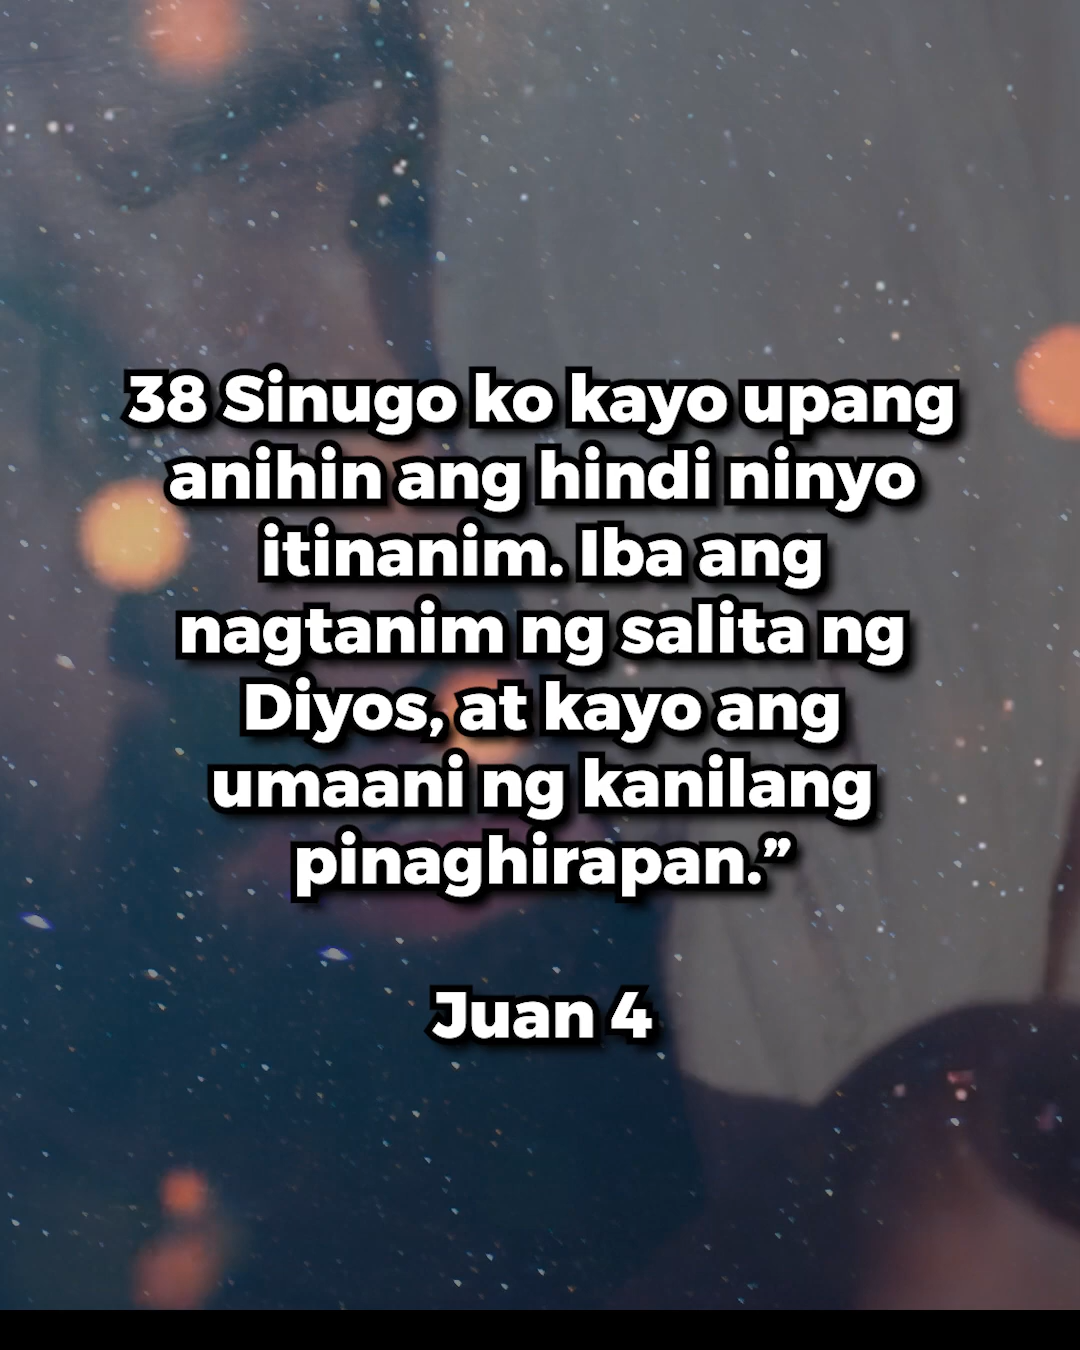 38 Sinugo ko kayo upang
anihin ang hindi ninyo
itinanim. Iba ang
nagtanim ng salita ng
Diyos, at kayo ang
umaani ng kanilang
pinaghirapan.”
Juan 4